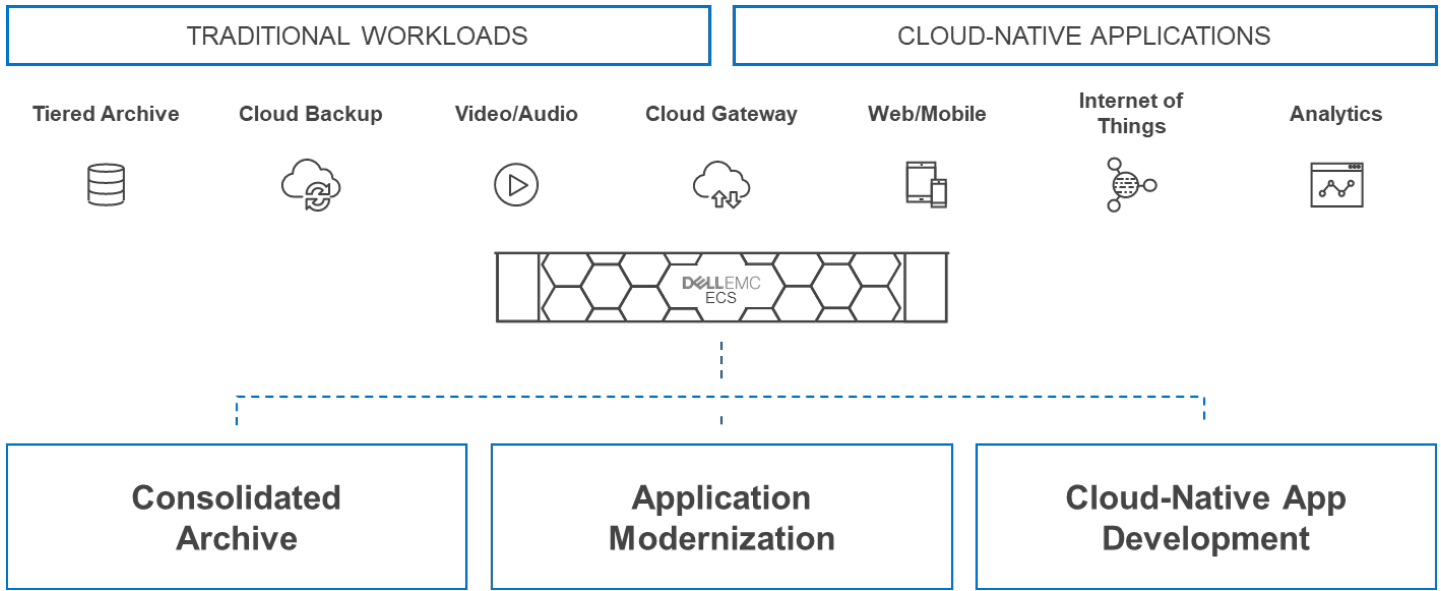 TRADITIONAL WORKLOADS
CLOUD-NATIVE APPLICATIONS
Tiered Archive
Cloud Backup
Video/Audio
Cloud Gateway
Web/Mobile
Internet of
Things
Analytics
DELLEMC
ECS
Consolidated
Archive
Application
Modernization
Cloud-Native App
Development